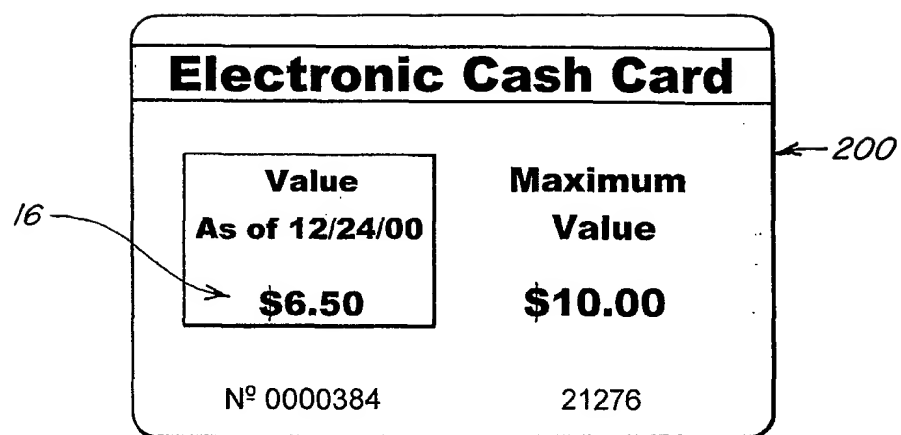 Electronic Cash Card
200
16
Value
As of 12/24/00
$6.50
Maximum
Value
$10.00
Nº 0000384
21276